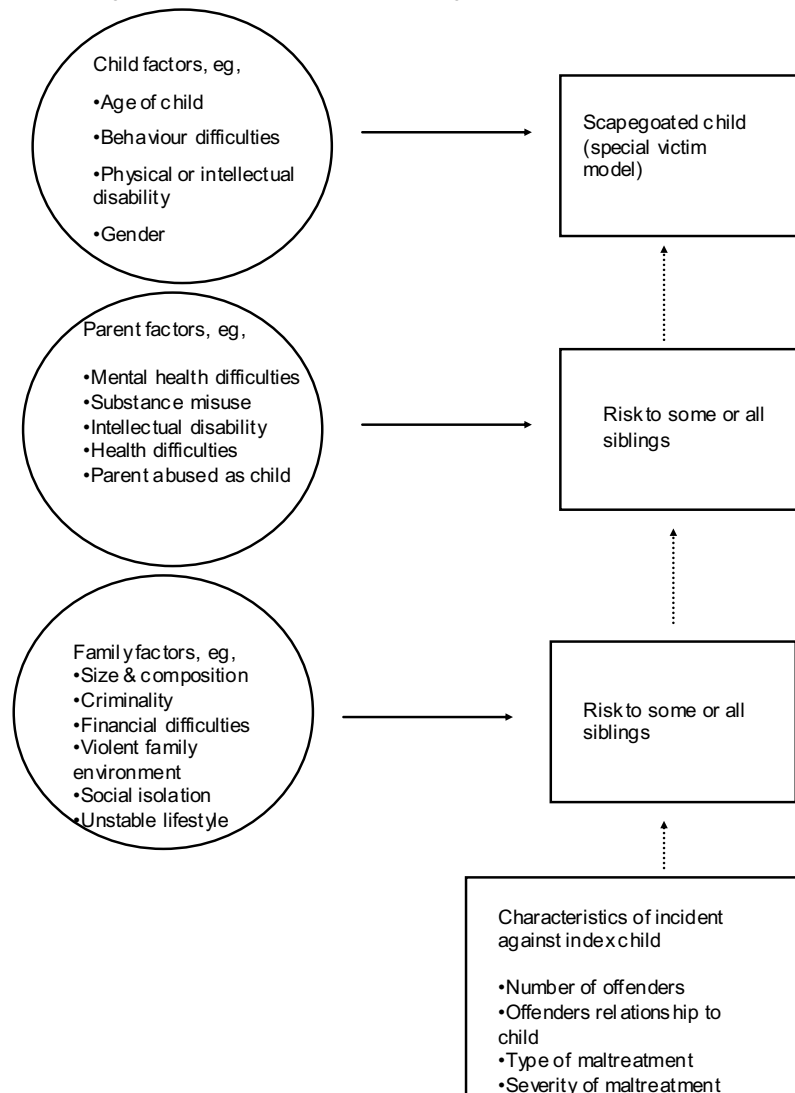 Child factors, eg,
•Age of child
•Behaviour difficulties
•Physical or intellectual
disability
•Gender
Scapegoated child
(special victim
model)
Parent factors, eg,
•Mental health difficulties
•Substance misuse
•Intellectual disability
•Health difficulties
•Parent abused as child
Risk to some or all
siblings
Family factors, eg,
•Size & composition
•Criminality
•Financial difficulties
•Violent family
environment
•Social isolation
•Unstable lifestyle
Risk to some or all
siblings
Characteristics of incident
against index child
•Number of offenders
•Offenders relationship to
child
•Type of maltreatment
•Severity of maltreatment